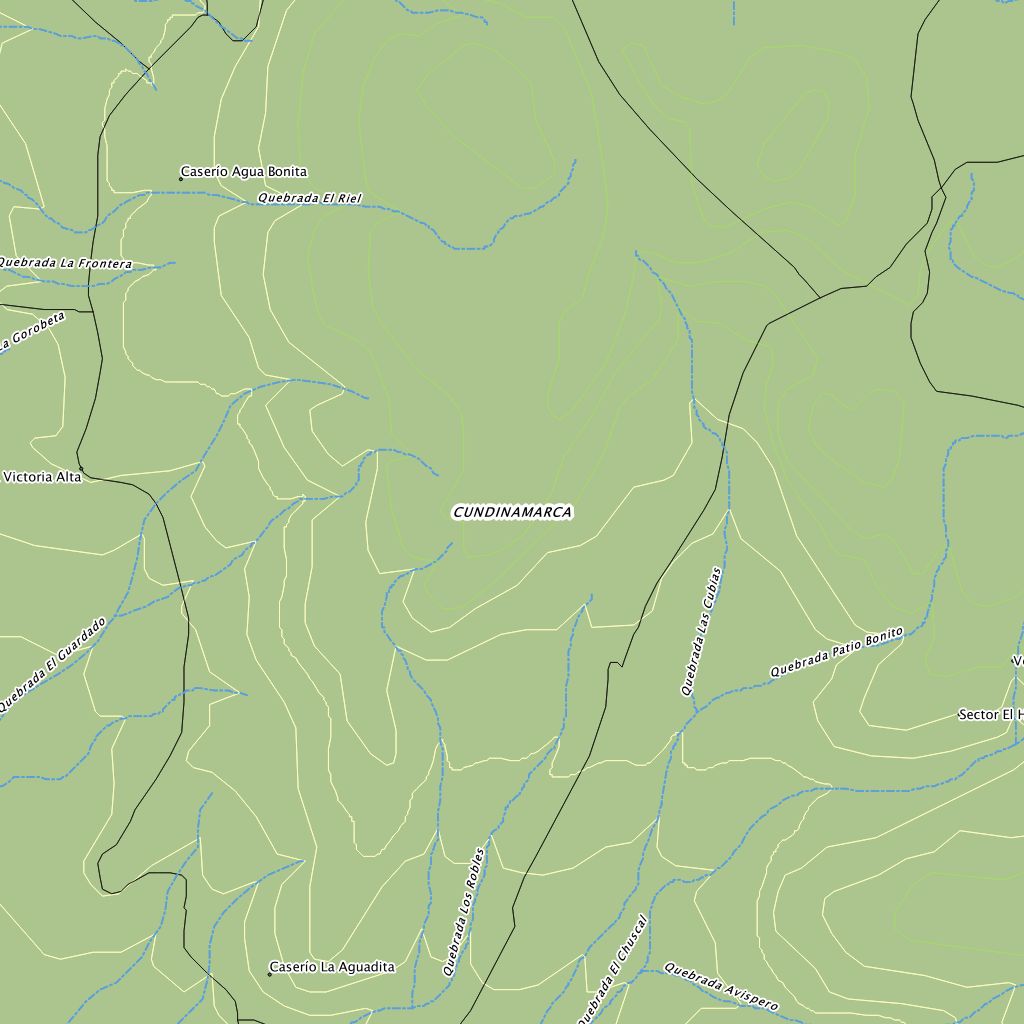 Caserío Agua Bonita
Quebrada El Riel
Quebrada La Frontera
La Gorobeta
Victoria Alta
CUNDINAMARCA
Quebrada Las Cubias
Quebrada El Guardado
Quebrada Patio Bonito
Sector El H
Quebrada Los Robles
Quebrada El Chuscal
Caserío La Aguadita
Quebrada Avispero